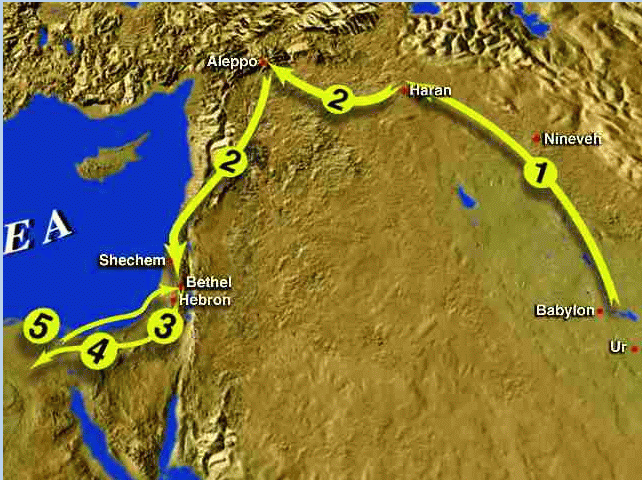 Aleppo
2
Haran
Nineveh
1
2
EA
Shechem
Bethel
Hebron
Babylon
5
3
4
Ur